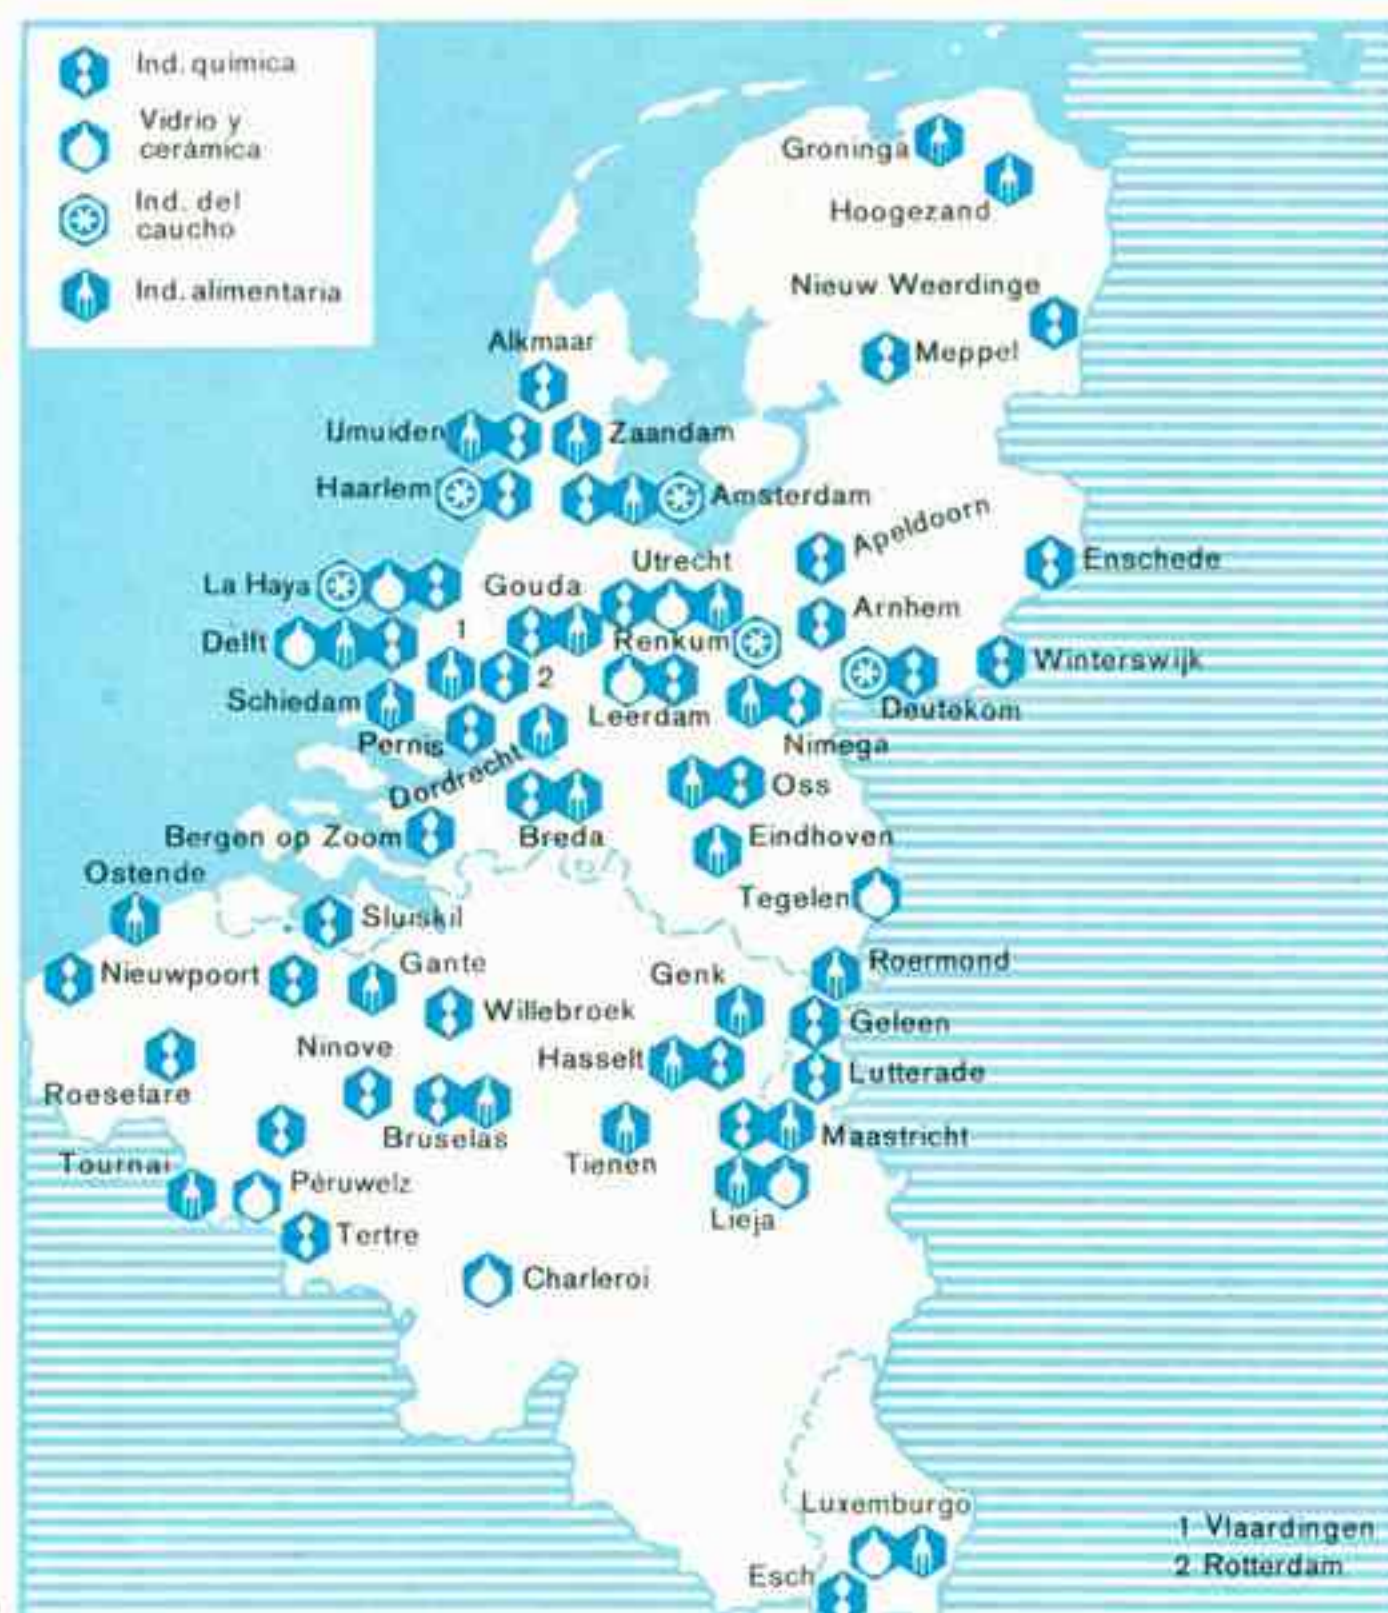 Ind. química
Vidrio y
cerámica
Ind. del
caucho
Ind. alimentaria
Groninga
Hoogezand
Nieuw Weerdinge
Meppel
Alkmaar
IJmuiden
Zaandam
Haarlem
Amsterdam
Apeldoorn
Enschede
Utrecht
La Haya
Gouda
Arnhem
Delft
1
Renkum
Winterswijk
2
Schiedam
Leerdam
Deutekom
Pernis
Nimega
Dordrecht
Oss
Bergen op Zoom
Breda
Eindhoven
Ostende
Tegelen
Sluiskil
Nieuwpoort
Gante
Genk
Roermond
Willebroek
Geleen
Ninove
Hasselt
Lutterade
Roeselare
Bruselas
Tienen
Maastricht
Tournai
Péruwelz
Lieja
Tertre
Charleroi
Luxemburgo
Esch
1 Vlaardingen
2 Rotterdam